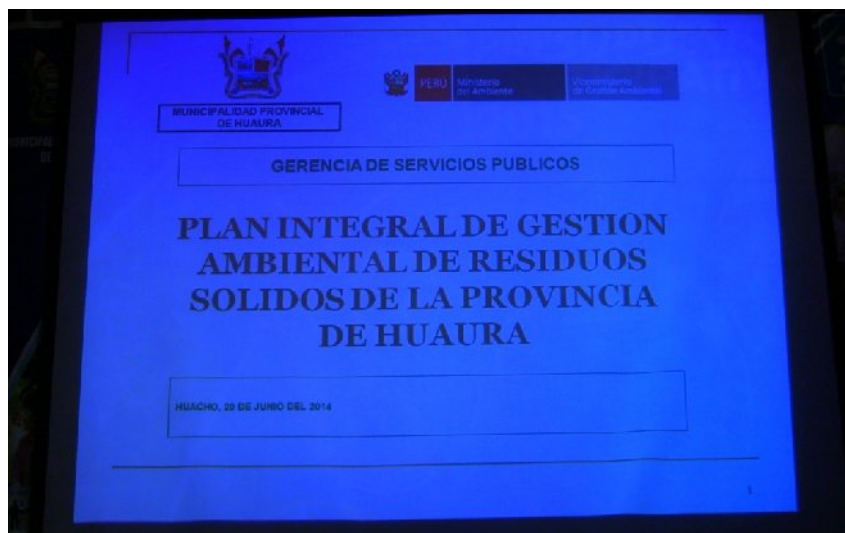 MUNICIPALIDAD PROVINCIAL
DE HUAURA
PERÚ
Ministerio
del Ambiente
Viceministerio
de Gestión Ambiental
GERENCIA DE SERVICIOS PUBLICOS
PLAN INTEGRAL DE GESTION
AMBIENTAL DE RESIDUOS
SOLIDOS DE LA PROVINCIA
DE HUAURA
HUACHO, 20 DE JUNIO DEL 2014
1